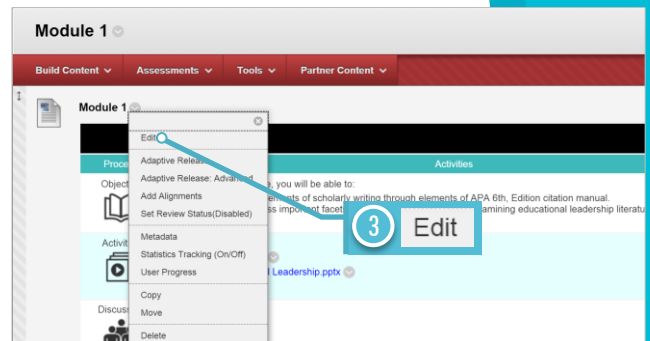 Module 1
Build Content Assessments Tools Partner Content
Module 1
Edit
Activities
Adaptive Release
Adaptive Release: Advanced
you will be able to:
Add Alignments
ements of scholarly writing through elements of APA 6th, Edition citation manual.
Set Review Status(Disabled)
ss important facet
amining educational leadership literatu
3 Edit
Metadata
Statistics Tracking (On/Off)
User Progress
l Leadership.pptx
Copy
Move
Delete